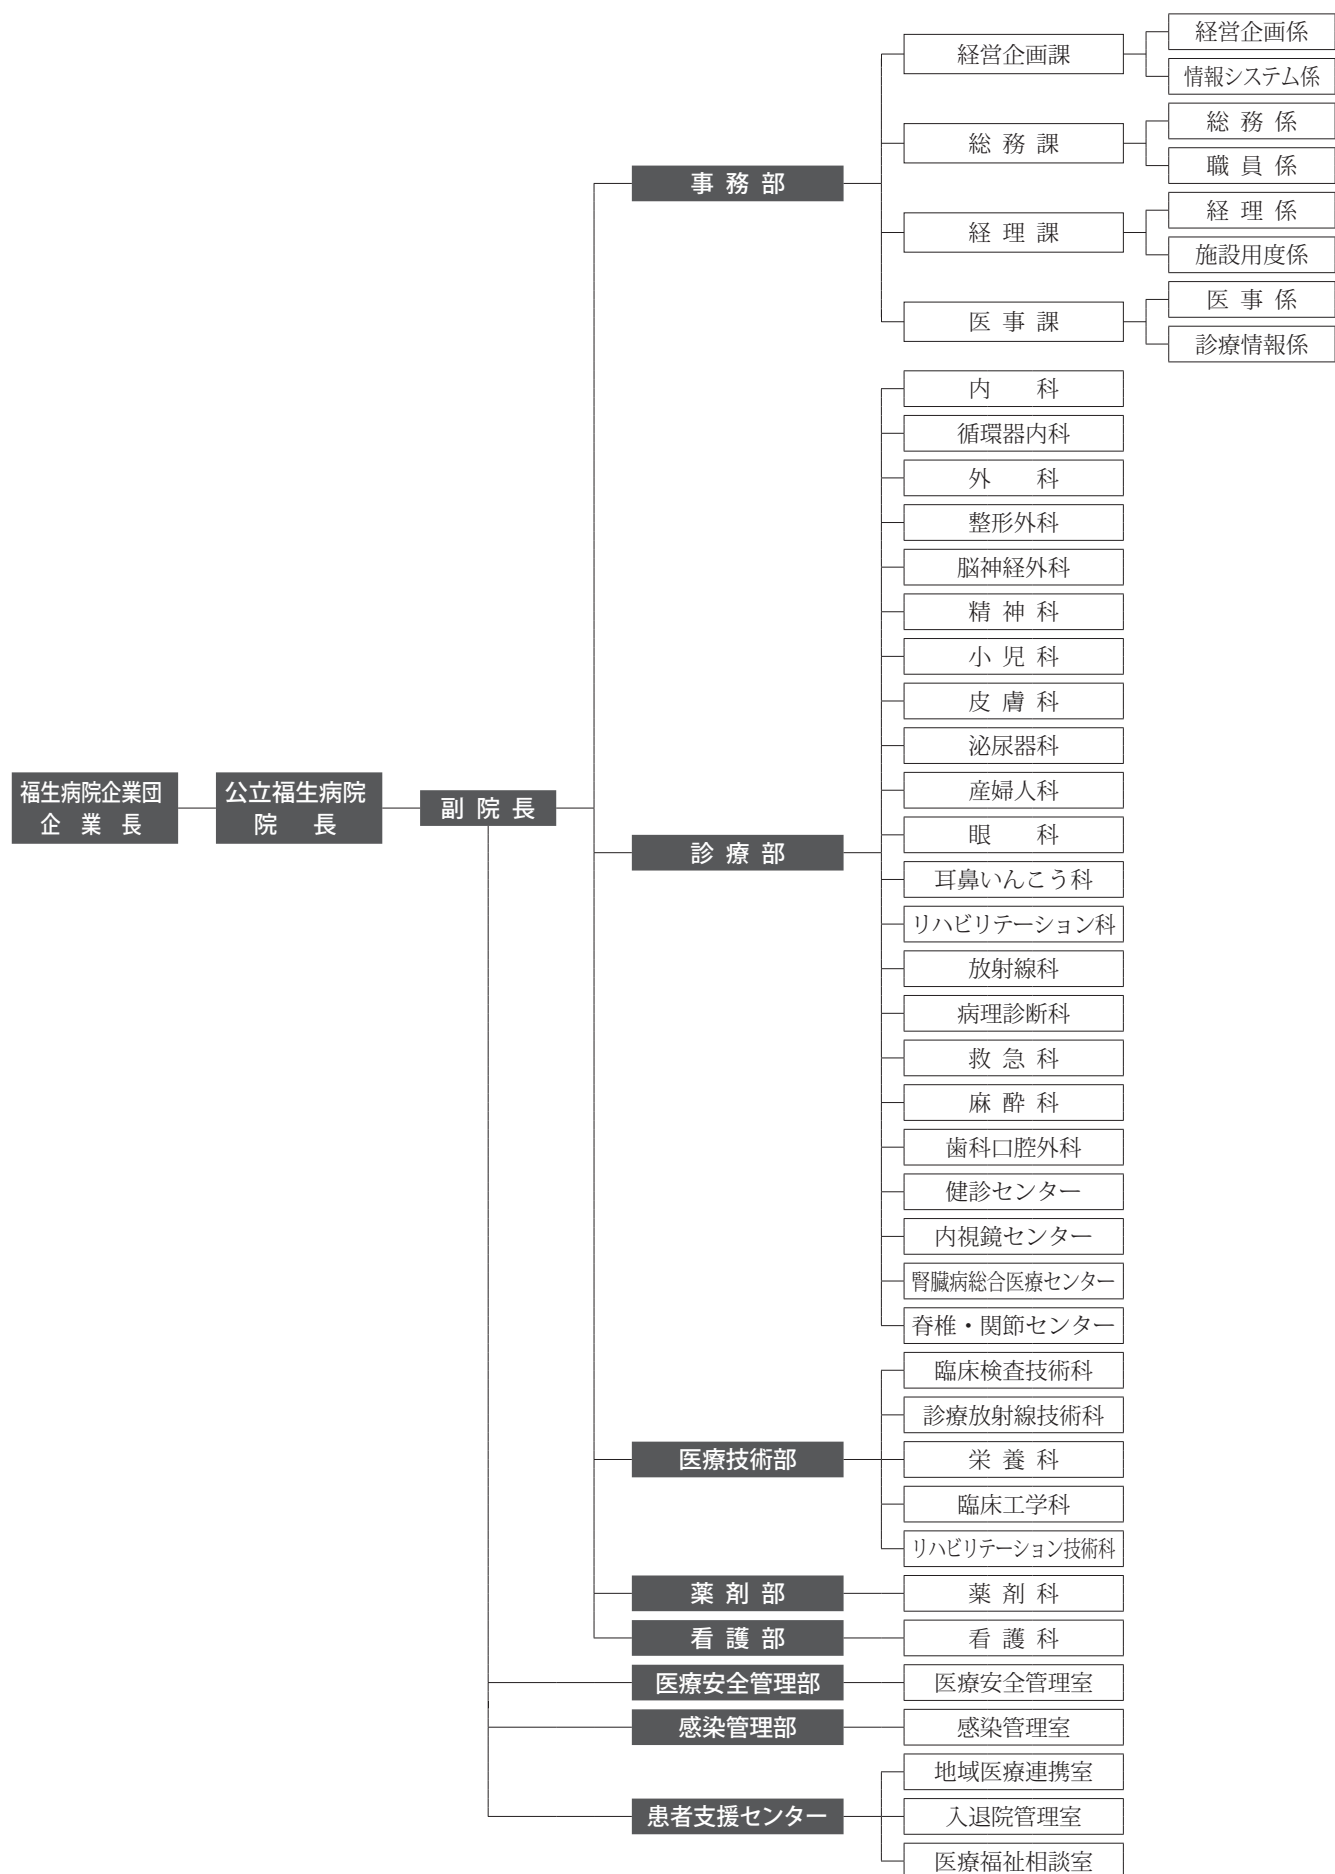 福生病院企業団
企業長
公立福生病院
院長
副院長
事務部
経営企画課
経営企画係
情報システム係
総務課
総務係
職員係
経理課
経理係
施設用度係
医事課
医事係
診療情報係
診療部
内科
循環器内科
外科
整形外科
脳神経外科
精神科
小児科
皮膚科
泌尿器科
産婦人科
眼科
耳鼻いんこう科
リハビリテーション科
放射線科
病理診断科
救急科
麻酔科
歯科口腔外科
健診センター
内視鏡センター
腎臓病総合医療センター
脊椎・関節センター
医療技術部
臨床検査技術科
診療放射線技術科
栄養科
臨床工学科
リハビリテーション技術科
薬剤部
薬剤科
看護部
看護科
医療安全管理部
医療安全管理室
感染管理部
感染管理室
患者支援センター
地域医療連携室
入退院管理室
医療福祉相談室